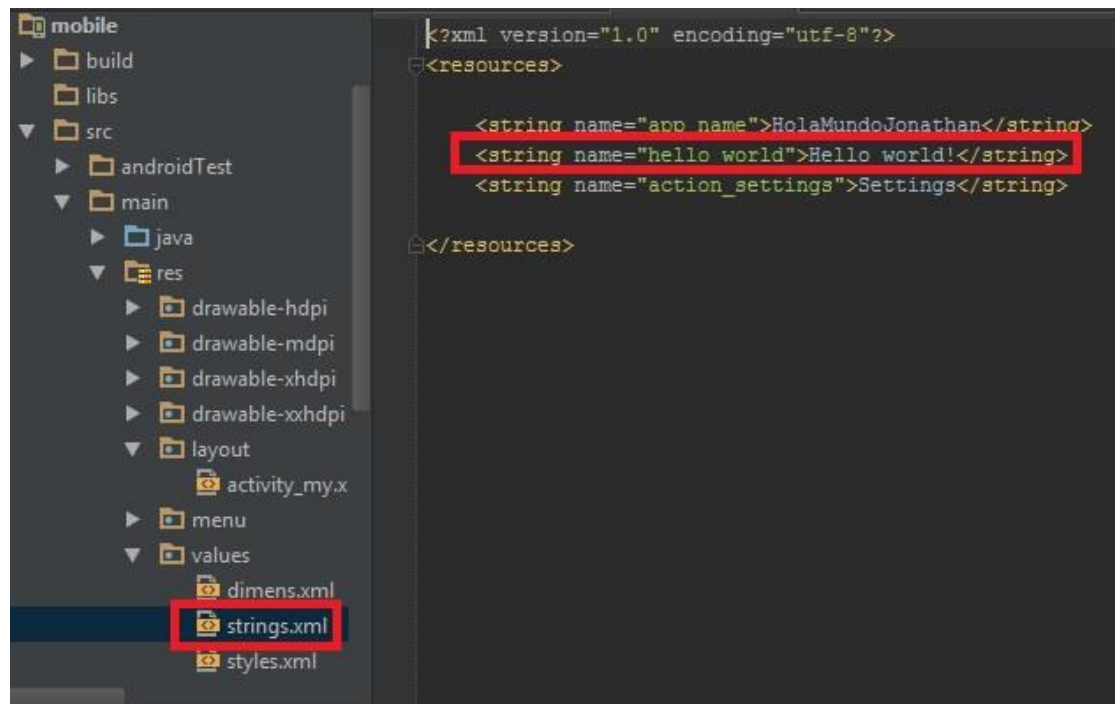 mobile
build
libs
src
androidTest
main
java
res
drawable-hdpi
drawable-mdpi
drawable-xhdpi
drawable-xxhdpi
layout
activity_my.x
menu
values
dimens.xml
strings.xml
styles.xml
<?xml version="1.0" encoding="utf-8"?>
<resources>
<string name="app_name">HolaMundoJonathan</string>
<string name="hello world">Hello world!</string>
<string name="action_settings">Settings</string>
</resources>